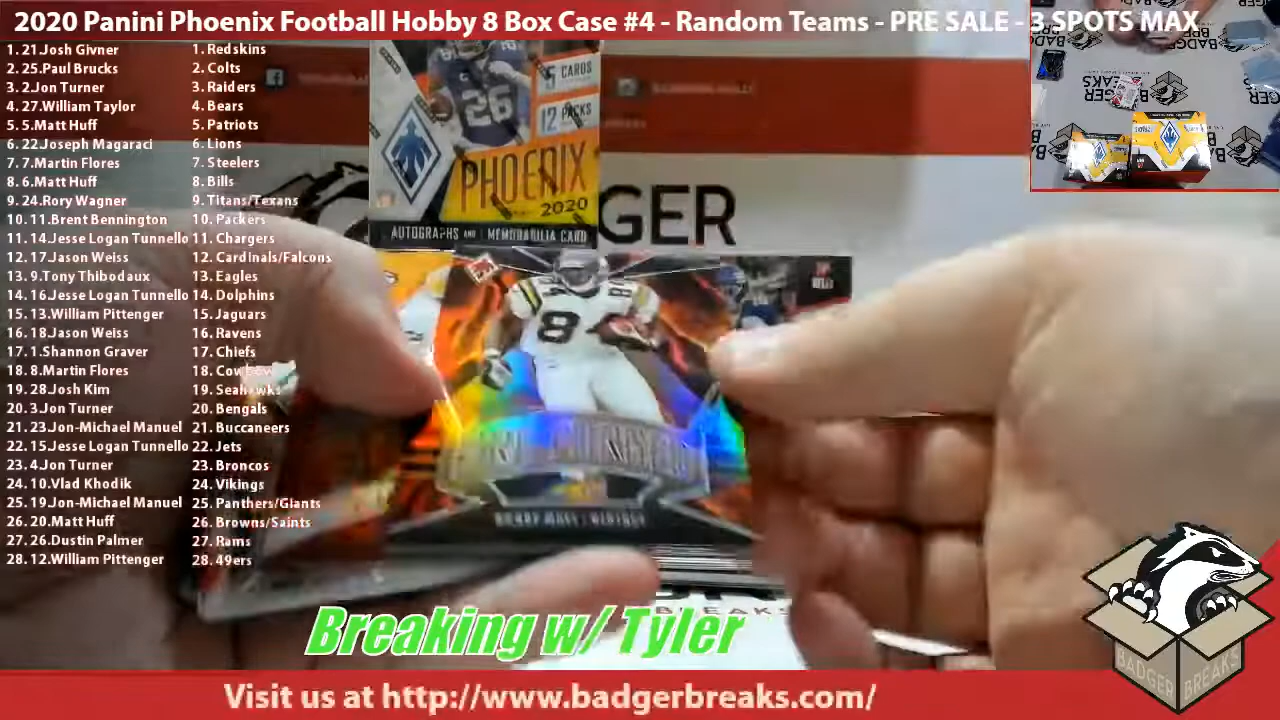 2020 Panini Phoenix Football Hobby 8 Box Case #4 - Random Teams - PRE SALE - 3 SPOTS MAX
1. 21.Josh Givner 1. Redskins
2. 25.Paul Brucks 2. Colts
3. 2.Jon Turner 3. Raiders
4. 27.William Taylor 4. Bears
5. 5.Matt Huff 5. Patriots
6. 22.Joseph Magaraci 6. Lions
7. 7.Martin Flores 7. Steelers
8. 6.Matt Huff 8. Bills
9. 24.Rory Wagner 9. Titans/Texans
10. 11.Brent Bennington 10. Packers
11. 14.Jesse Logan Tunnello 11. Chargers
12. 17.Jason Weiss 12. Cardinals/Falcons
13. 9.Tony Thibodaux 13. Eagles
14. 16.Jesse Logan Tunnello 14. Dolphins
15. 13.William Pittenger 15. Jaguars
16. 18.Jason Weiss 16. Ravens
17. 1.Shannon Graver 17. Chiefs
18. 8.Martin Flores 18. Cowboys
19. 28.Josh Kim 19. Seahawks
20. 3.Jon Turner 20. Bengals
21. 23.Jon-Michael Manuel 21. Buccaneers
22. 15.Jesse Logan Tunnello 22. Jets
23. 4.Jon Turner 23. Broncos
24. 10.Vlad Khodik 24. Vikings
25. 19.Jon-Michael Manuel 25. Panthers/Giants
26. 20.Matt Huff 26. Browns/Saints
27. 26.Dustin Palmer 27. Rams
28. 12.William Pittenger 28. 49ers
26
5 CARDS
12 PACKS
PHOENIX
2020
AUTOGRAPHS AND MEMORABILIA CARD
GER
84
BADGER
BREAKS
Breaking w/ Tyler
BADGER BREAKS
Visit us at http://www.badgerbreaks.com/